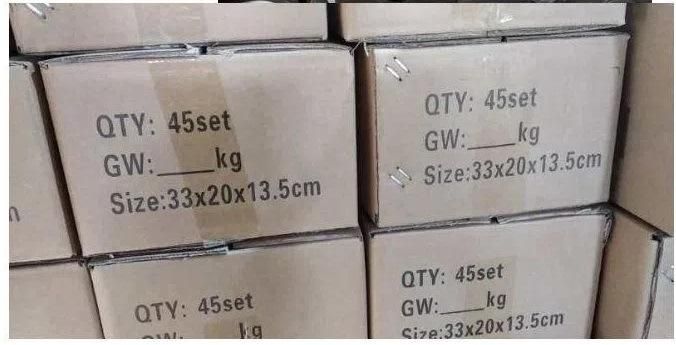 QTY: 45set
GW:____kg
Size:33x20x13.5cm
QTY: 45set
GW:____kg
Size:33x20x13.5cm
QTY: 45set
kg
QTY: 45set
GW:____kg
Size:33x20x13.5cm